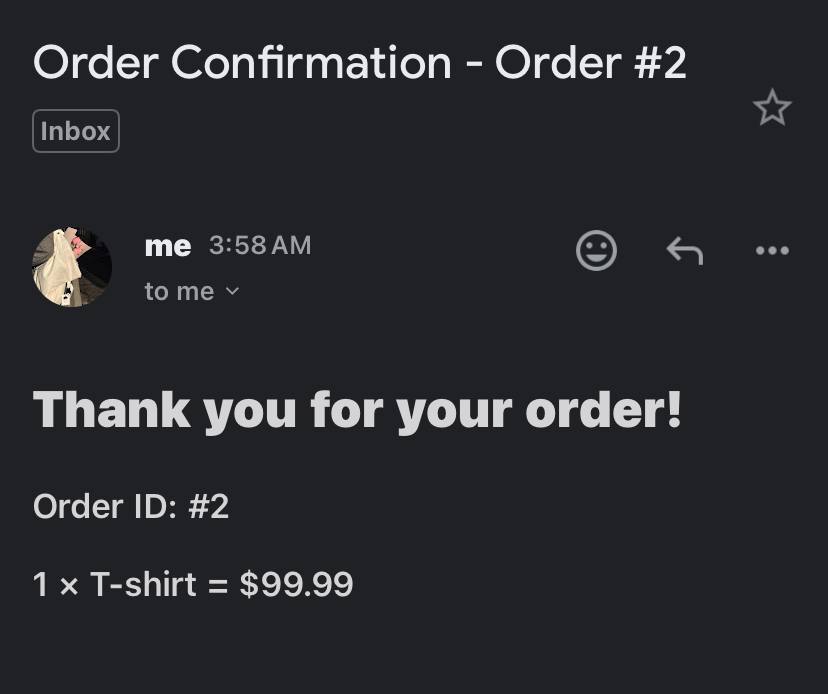 Order Confirmation - Order #2
Inbox
me 3:58 AM
to me
Thank you for your order!
Order ID: #2
1 × T-shirt = $99.99